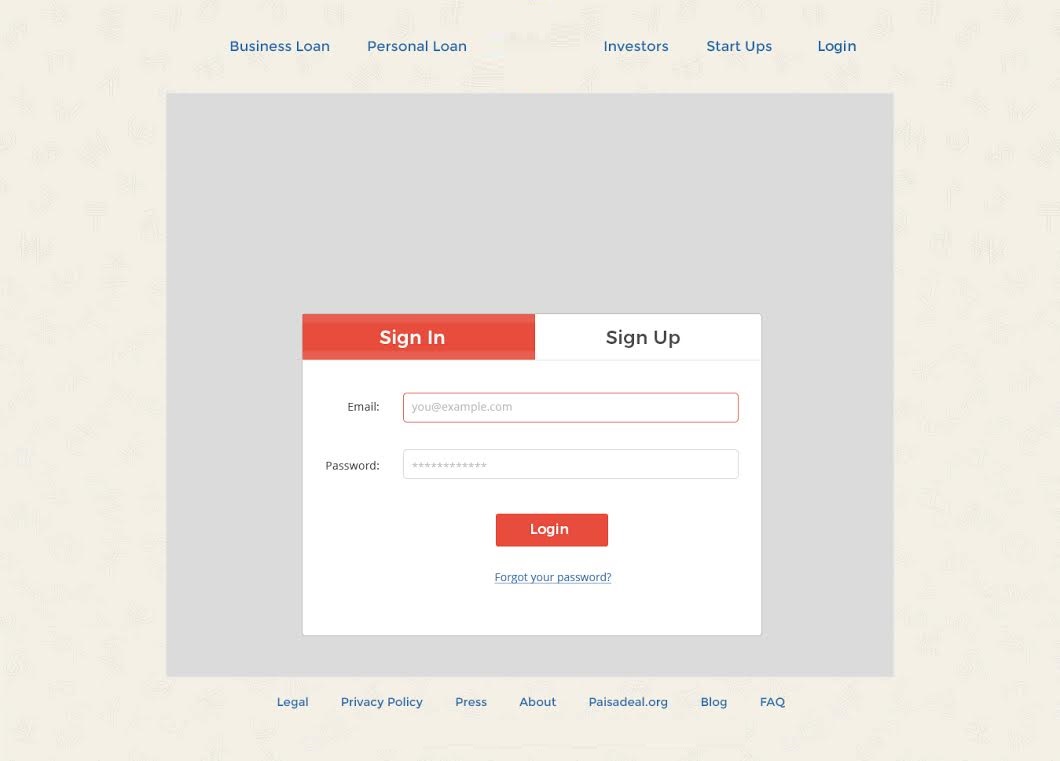 Business Loan Personal Loan Investors Start Ups Login
Sign In Sign Up
Email: you@example.com
Password: ************
Login
Forgot your password?
Legal Privacy Policy Press About Paisadeal.org Blog FAQ